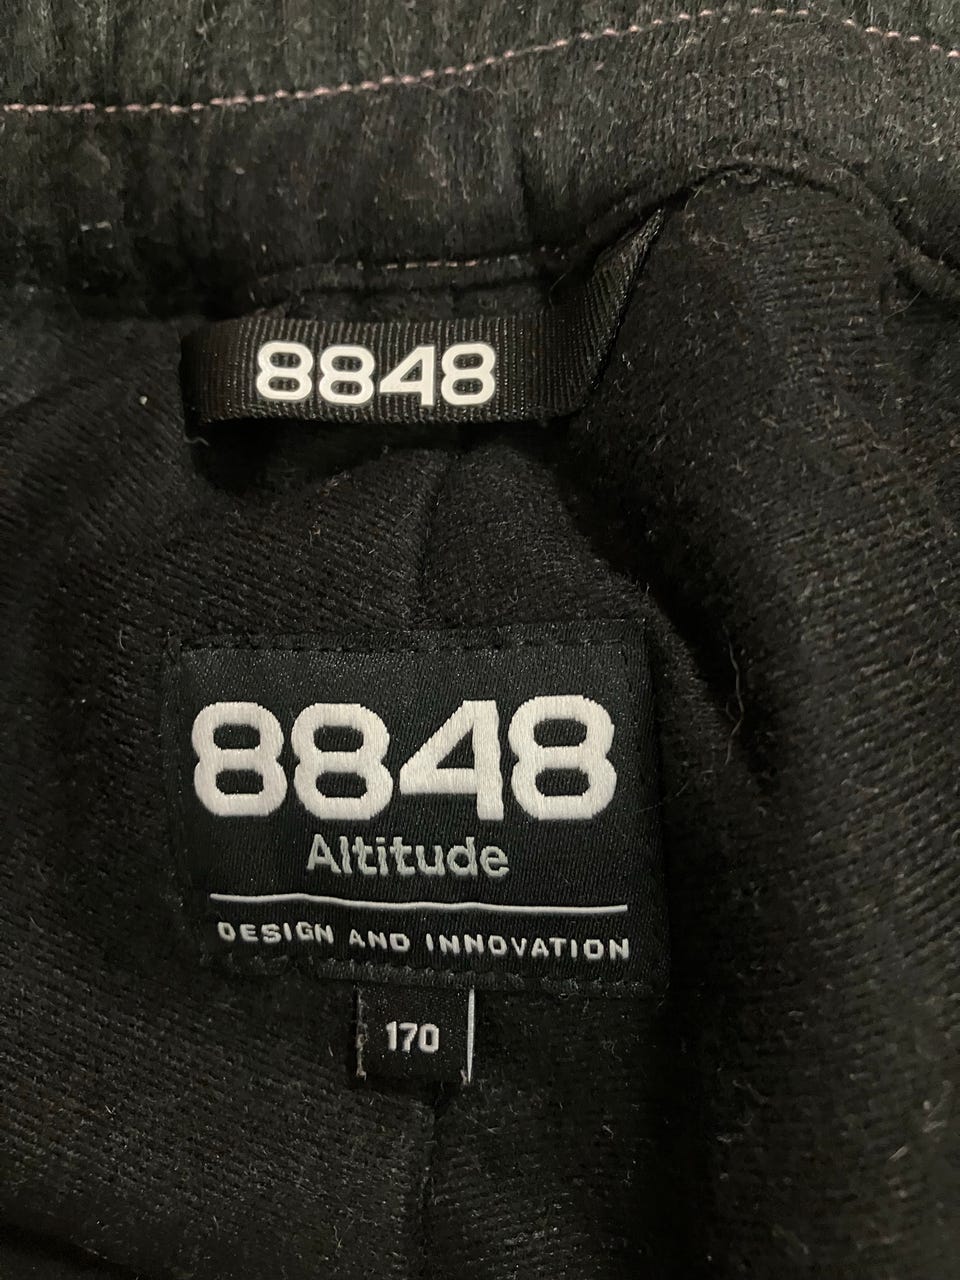 8848
8848
Altitude
DESIGN AND INNOVATION
170